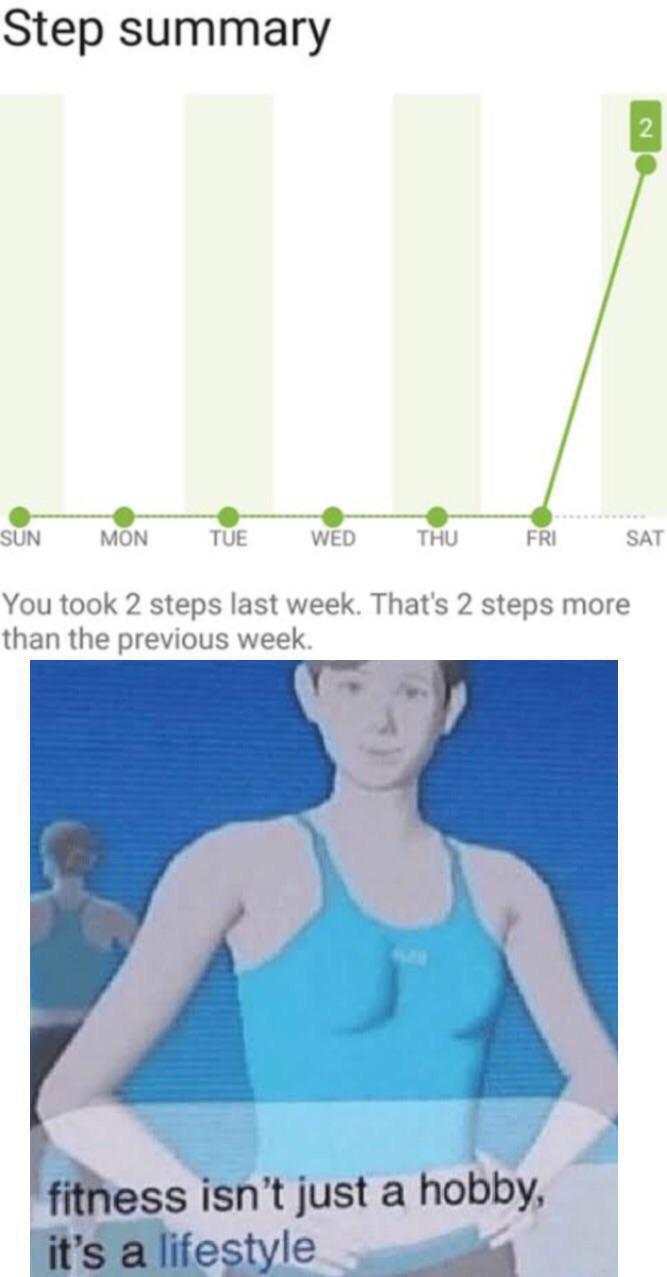 Step summary
2
SUN MON TUE WED THU FRI SAT
You took 2 steps last week. That's 2 steps more
than the previous week.
fitness isn't just a hobby,
it's a lifestyle